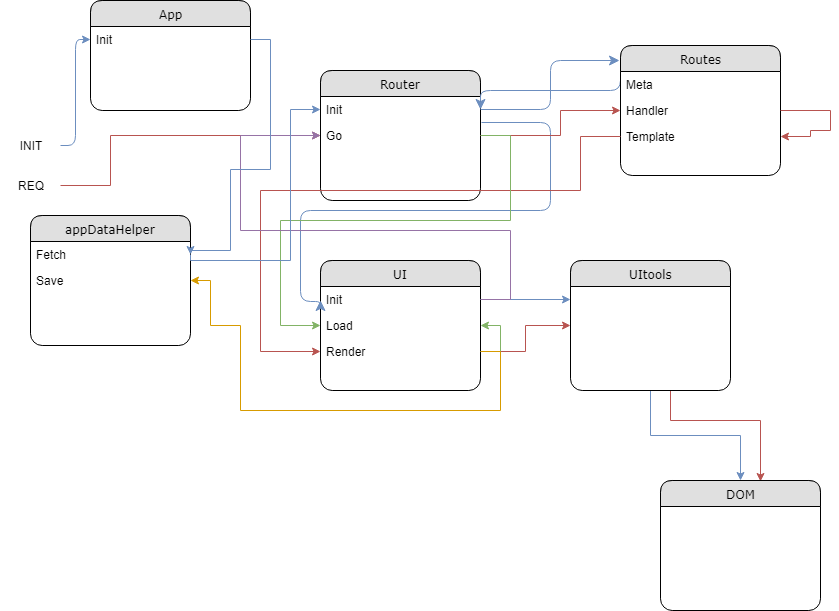 App
Init
INIT
REQ
Router
Init
Go
Routes
Meta
Handler
Template
appDataHelper
Fetch
Save
UI
Init
Load
Render
UItools
DOM